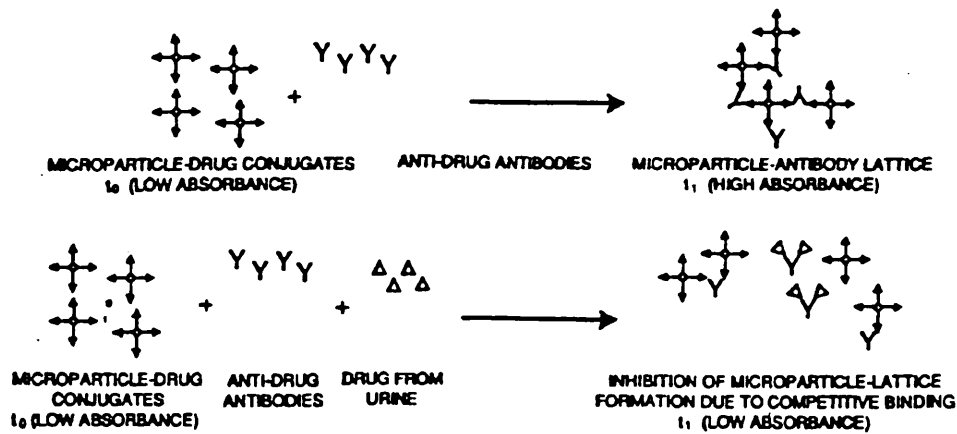 +
MICROPARTICLE-DRUG CONJUGATES
t₀ (LOW ABSORBANCE)
ANTI-DRUG ANTIBODIES
MICROPARTICLE-ANTIBODY LATTICE
t₁ (HIGH ABSORBANCE)
+
+
MICROPARTICLE-DRUG
CONJUGATES
t₀ (LOW ABSORBANCE)
ANTI-DRUG
ANTIBODIES
DRUG FROM
URINE
INHIBITION OF MICROPARTICLE-LATTICE
FORMATION DUE TO COMPETITIVE BINDING
t₁ (LOW ABSORBANCE)